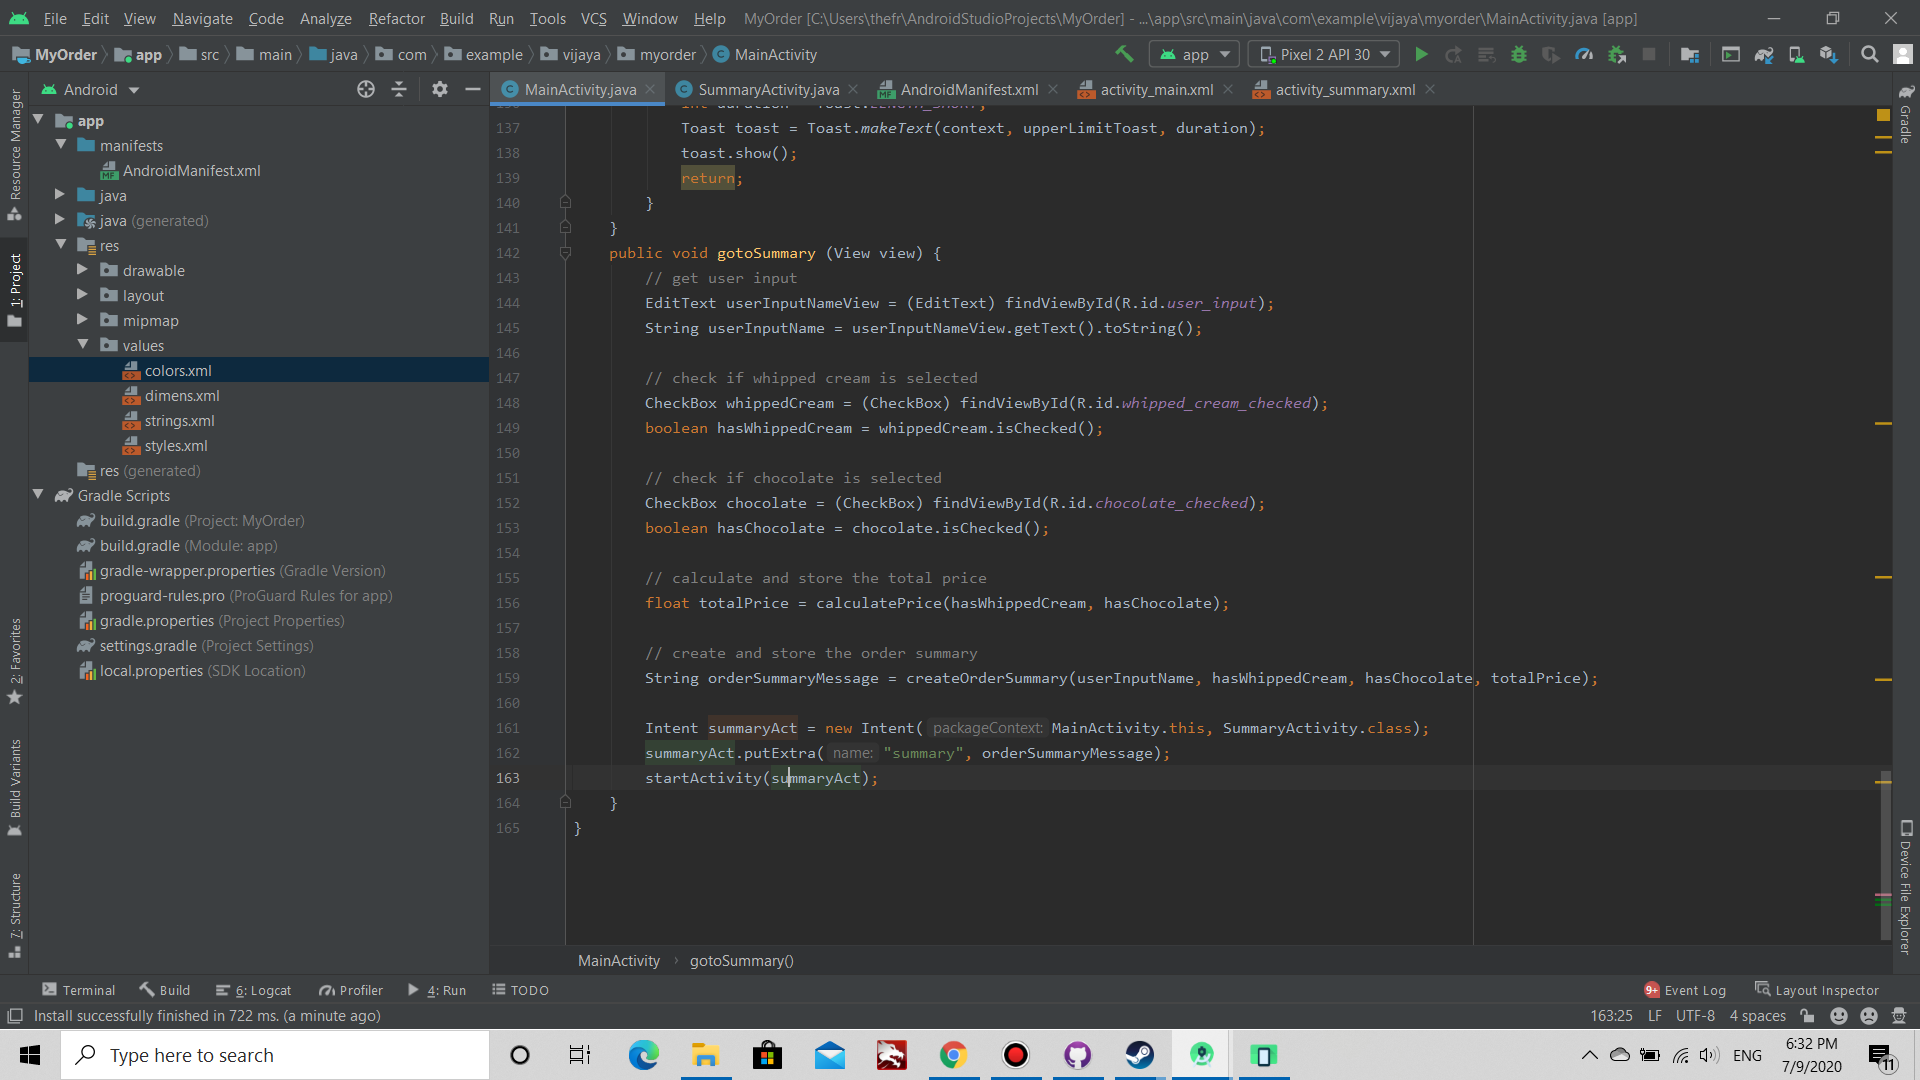 File Edit View Navigate Code Analyze Refactor Build Run Tools VCS Window Help MyOrder [C:\Users\thefr\AndroidStudioProjects\MyOrder] - ...\app\src\main\java\com\example\vijaya\myorder\MainActivity.java [app]
MyOrder app src main java com example vijaya myorder MainActivity app Pixel 2 API 30
Android MainActivity.java SummaryActivity.java AndroidManifest.xml activity_main.xml activity_summary.xml
Resource Manager
1: Project
2: Favorites
Build Variants
7: Structure
app
manifests
AndroidManifest.xml
java
java (generated)
res
drawable
layout
mipmap
values
colors.xml
dimens.xml
strings.xml
styles.xml
res (generated)
Gradle Scripts
build.gradle (Project: MyOrder)
build.gradle (Module: app)
gradle-wrapper.properties (Gradle Version)
proguard-rules.pro (ProGuard Rules for app)
gradle.properties (Project Properties)
settings.gradle (Project Settings)
local.properties (SDK Location)
137 Toast toast = Toast.makeText(context, upperLimitToast, duration);
138 toast.show();
139 return;
140 }
141 }
142 public void gotoSummary (View view) {
143 // get user input
144 EditText userInputNameView = (EditText) findViewById(R.id.user_input);
145 String userInputName = userInputNameView.getText().toString();
146
147 // check if whipped cream is selected
148 CheckBox whippedCream = (CheckBox) findViewById(R.id.whipped_cream_checked);
149 boolean hasWhippedCream = whippedCream.isChecked();
150
151 // check if chocolate is selected
152 CheckBox chocolate = (CheckBox) findViewById(R.id.chocolate_checked);
153 boolean hasChocolate = chocolate.isChecked();
154
155 // calculate and store the total price
156 float totalPrice = calculatePrice(hasWhippedCream, hasChocolate);
157
158 // create and store the order summary
159 String orderSummaryMessage = createOrderSummary(userInputName, hasWhippedCream, hasChocolate, totalPrice);
160
161 Intent summaryAct = new Intent( packageContext: MainActivity.this, SummaryActivity.class);
162 summaryAct.putExtra( name: "summary", orderSummaryMessage);
163 startActivity(summaryAct);
164 }
165 }
Gradle
Device File Explorer
MainActivity gotoSummary()
Terminal Build 6: Logcat Profiler 4: Run TODO 9+ Event Log Layout Inspector
Install successfully finished in 722 ms. (a minute ago) 163:25 LF UTF-8 4 spaces
Type here to search ENG 6:32 PM
7/9/2020 11